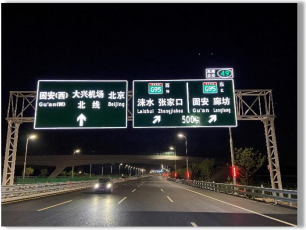 固安(西) 大兴机场 北京
Gu'an(W) 北线 Beijing
G95
涞水 张家口
Laishui Zhangjiakou
G95
固安 廊坊
Gu'an Langfang
500m